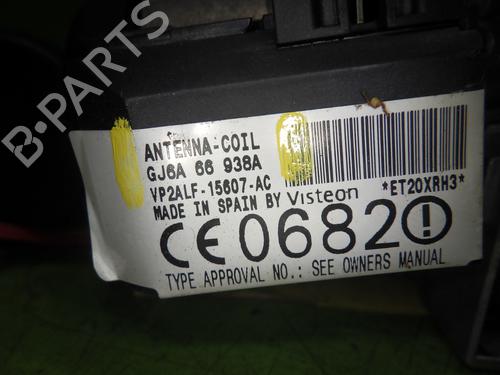 B-PARTS
ANTENNA-COIL
GJ6A 66 938A
VP2ALF-15607-AC
MADE IN SPAIN BY Visteon
*ET20XRH3*
CE0682!
TYPE APPROVAL NO.: SEE OWNERS MANUAL